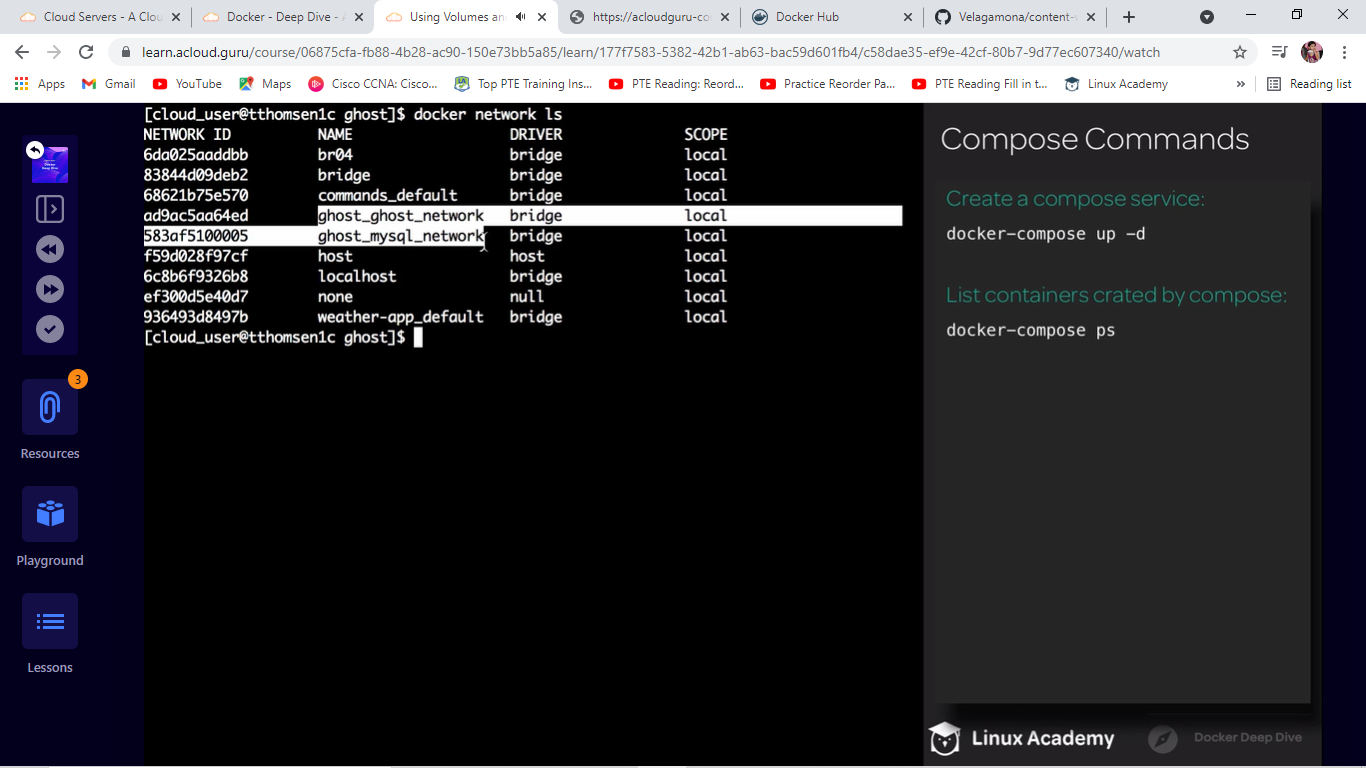 Cloud Servers - A Clou
Docker - Deep Dive - A
Using Volumes and
https://acloudguru-co
Docker Hub
Velagamona/content-
learn.acloud.guru/course/06875cfa-fb88-4b28-ac90-150e73bb5a85/learn/177f7583-5382-42b1-ab63-bac59d601fb4/c58dae35-ef9e-42cf-80b7-9d77ec607340/watch
Apps
Gmail
YouTube
Maps
Cisco CCNA: Cisco...
Top PTE Training Ins...
PTE Reading: Reord...
Practice Reorder Pa...
PTE Reading Fill in t...
Linux Academy
»
Reading list
3
Resources
Playground
Lessons
[cloud_user@tthomsen1c ghost]$ docker network ls
NETWORK ID NAME DRIVER SCOPE
6da025aaddbb br04 bridge local
83844d09deb2 bridge bridge local
68621b75e570 commands_default bridge local
ad9ac5aa64ed ghost_ghost_network bridge local
583af5100005 ghost_mysql_network bridge local
f59d028f97cf host host local
6c8b6f9326b8 localhost bridge local
ef300d5e40d7 none null local
936493d8497b weather-app_default bridge local
[cloud_user@tthomsen1c ghost]$
Compose Commands
Create a compose service:
docker-compose up -d
List containers crated by compose:
docker-compose ps
Linux Academy
Docker Deep Dive